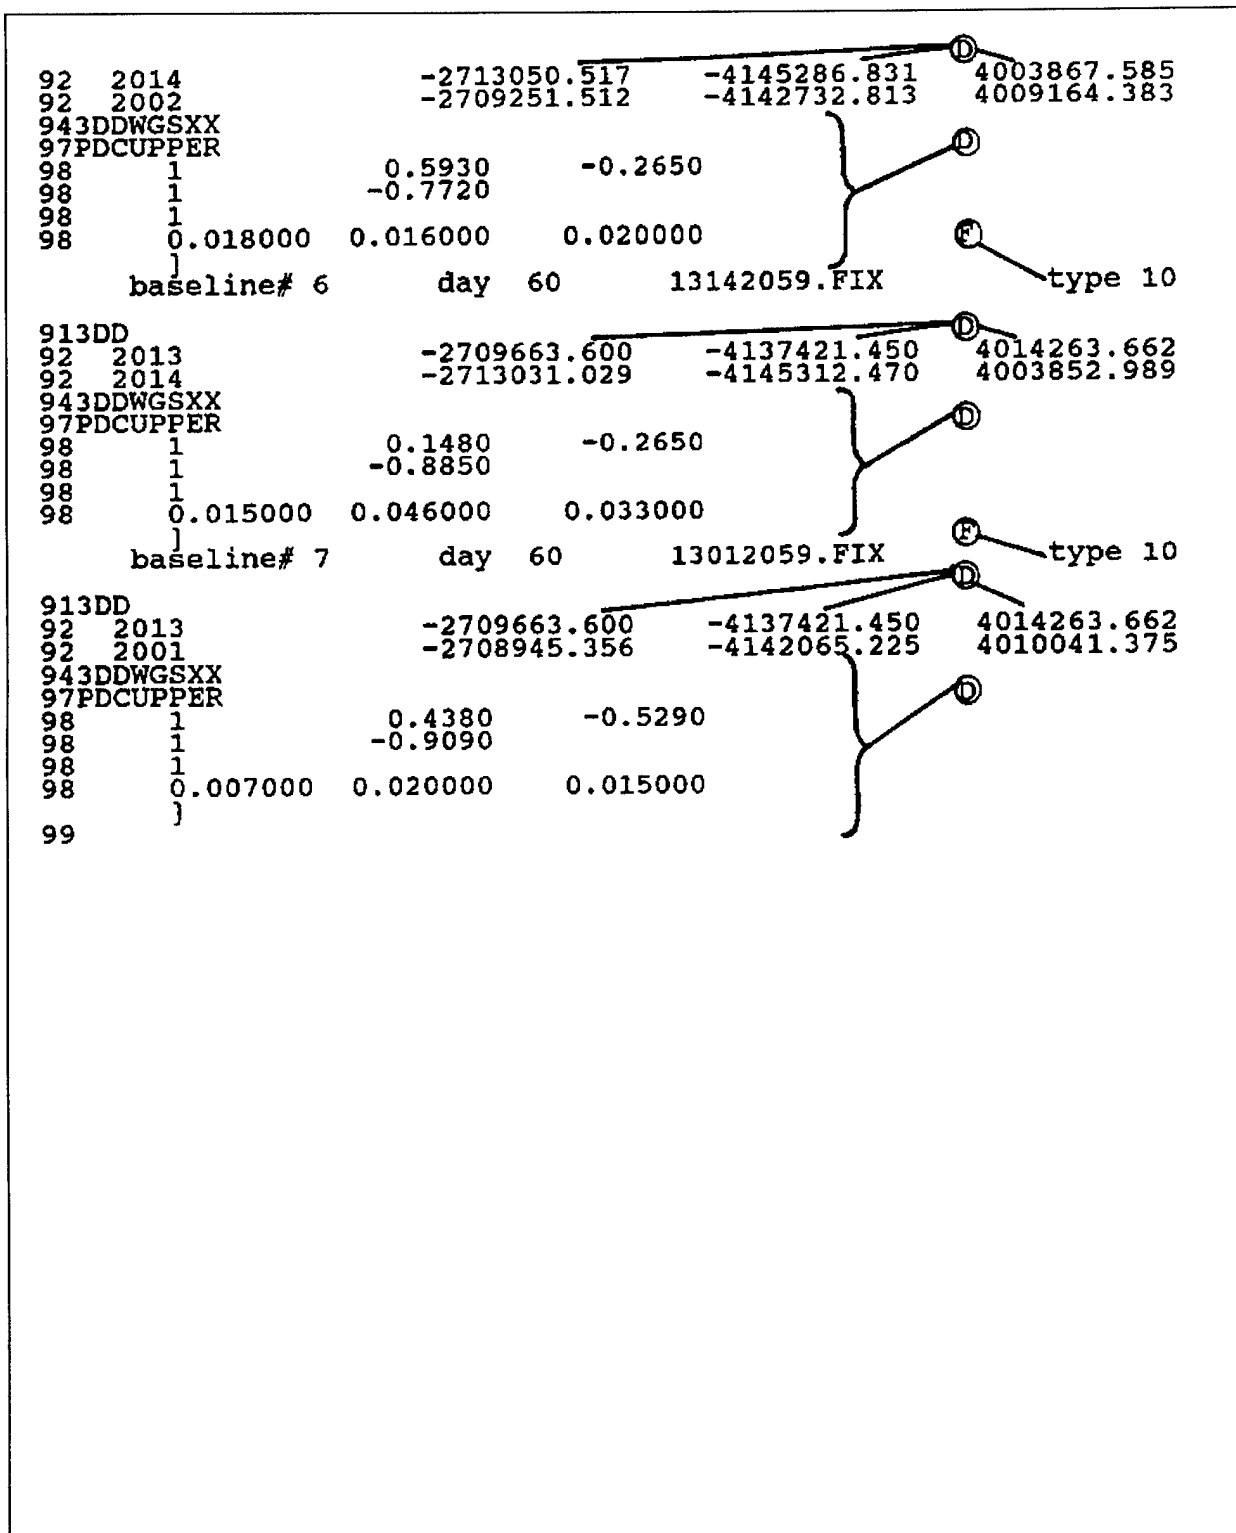 D
92 2014 -2713050.517 -4145286.831 4003867.585
92 2002 -2709251.512 -4142732.813 4009164.383
943DDWGSXX
97PDCUPPER D
98 1 0.5930 -0.2650
98 1 -0.7720
98 1
98 0.018000 0.016000 0.020000 F
]
baseline# 6 day 60 13142059.FIX type 10
913DD D
92 2013 -2709663.600 -4137421.450 4014263.662
92 2014 -2713031.029 -4145312.470 4003852.989
943DDWGSXX
97PDCUPPER D
98 1 0.1480 -0.2650
98 1 -0.8850
98 1
98 0.015000 0.046000 0.033000
] F
baseline# 7 day 60 13012059.FIX type 10
D
913DD
92 2013 -2709663.600 -4137421.450 4014263.662
92 2001 -2708945.356 -4142065.225 4010041.375
943DDWGSXX
97PDCUPPER D
98 1 0.4380 -0.5290
98 1 -0.9090
98 1
98 0.007000 0.020000 0.015000
]
99